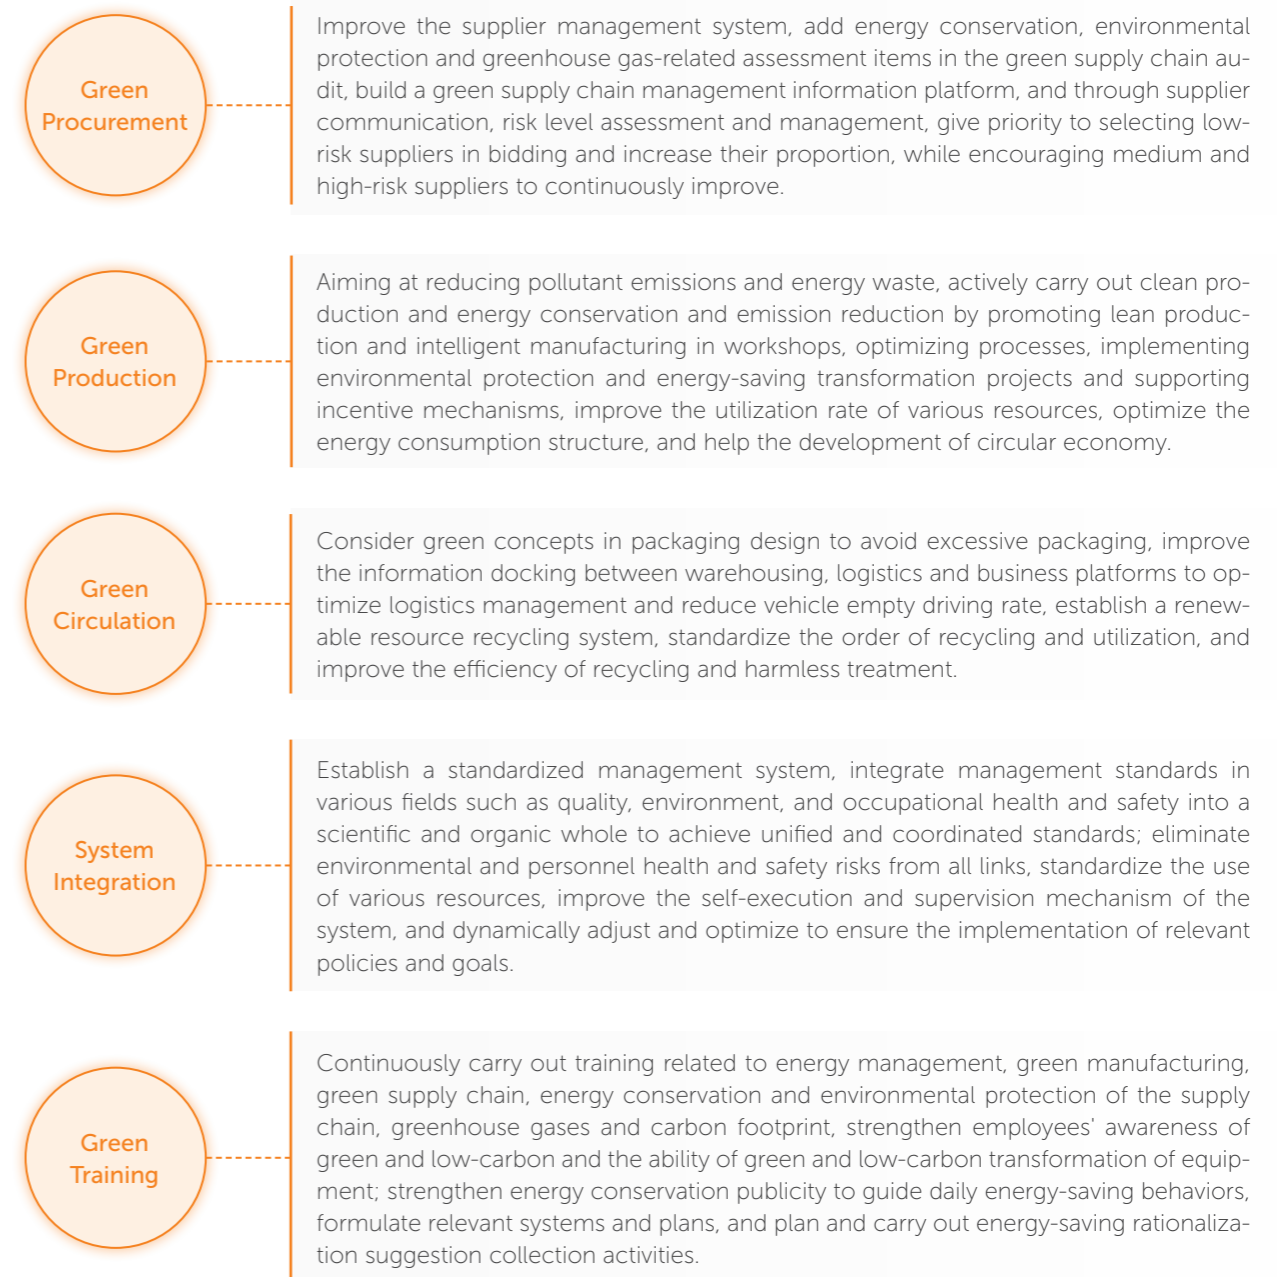 Green
Procurement
Improve the supplier management system, add energy conservation, environmental
protection and greenhouse gas-related assessment items in the green supply chain au-
dit, build a green supply chain management information platform, and through supplier
communication, risk level assessment and management, give priority to selecting low-
risk suppliers in bidding and increase their proportion, while encouraging medium and
high-risk suppliers to continuously improve.
Green
Production
Aiming at reducing pollutant emissions and energy waste, actively carry out clean pro-
duction and energy conservation and emission reduction by promoting lean produc-
tion and intelligent manufacturing in workshops, optimizing processes, implementing
environmental protection and energy-saving transformation projects and supporting
incentive mechanisms, improve the utilization rate of various resources, optimize the
energy consumption structure, and help the development of circular economy.
Green
Circulation
Consider green concepts in packaging design to avoid excessive packaging, improve
the information docking between warehousing, logistics and business platforms to op-
timize logistics management and reduce vehicle empty driving rate, establish a renew-
able resource recycling system, standardize the order of recycling and utilization, and
improve the efficiency of recycling and harmless treatment.
System
Integration
Establish a standardized management system, integrate management standards in
various fields such as quality, environment, and occupational health and safety into a
scientific and organic whole to achieve unified and coordinated standards; eliminate
environmental and personnel health and safety risks from all links, standardize the use
of various resources, improve the self-execution and supervision mechanism of the
system, and dynamically adjust and optimize to ensure the implementation of relevant
policies and goals.
Green
Training
Continuously carry out training related to energy management, green manufacturing,
green supply chain, energy conservation and environmental protection of the supply
chain, greenhouse gases and carbon footprint, strengthen employees' awareness of
green and low-carbon and the ability of green and low-carbon transformation of equip-
ment; strengthen energy conservation publicity to guide daily energy-saving behaviors,
formulate relevant systems and plans, and plan and carry out energy-saving rationaliza-
tion suggestion collection activities.